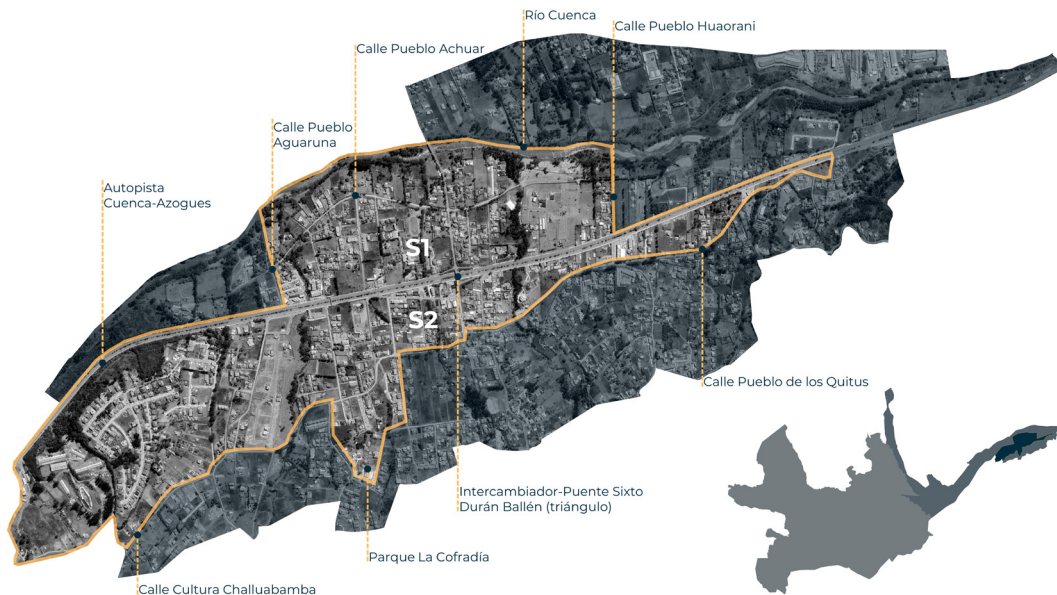 Río Cuenca
Calle Pueblo Huaorani
Calle Pueblo Achuar
Calle Pueblo
Aguaruna
Autopista
Cuenca-Azogues
S1
S2
Calle Pueblo de los Quitus
Intercambiador-Puente Sixto
Durán Ballén (triángulo)
Parque La Cofradía
Calle Cultura Challuabamba